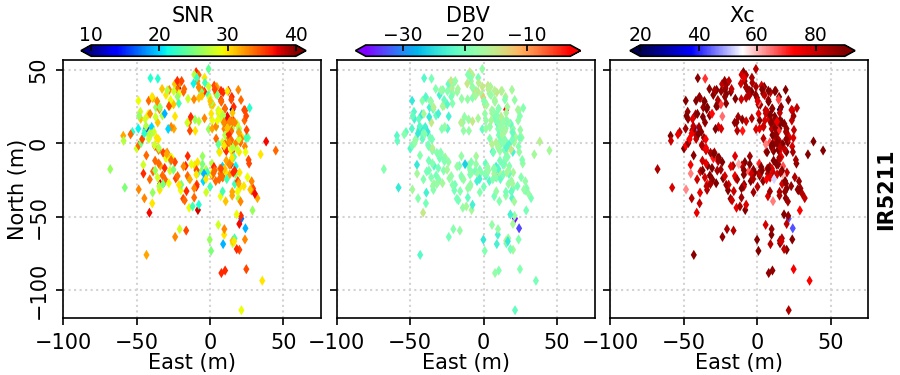 SNR DBV Xc
10 20 30 40 −30 −20 −10 20 40 60 80
50
0
−50
−100
North (m)
−100 −50 0 50 −100 −50 0 50 −100 −50 0 50
East (m) East (m) East (m)
IR5211